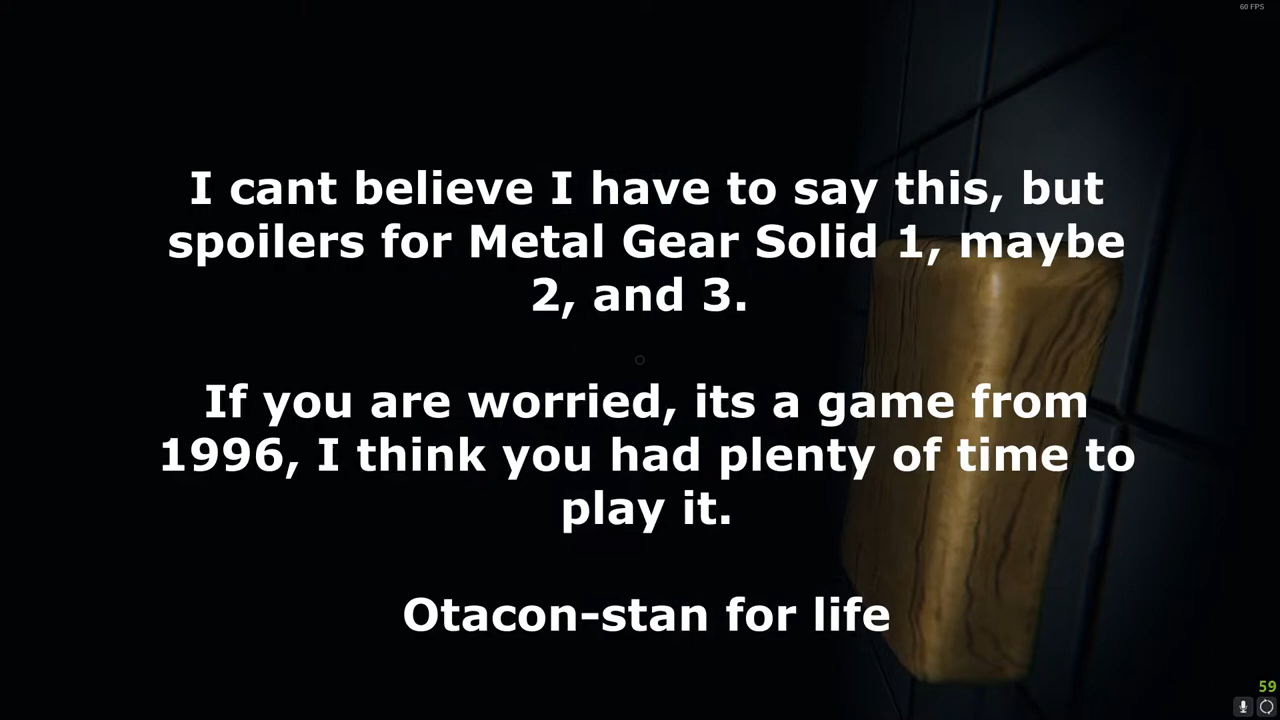 60 FPS
I cant believe I have to say this, but
spoilers for Metal Gear Solid 1, maybe
2, and 3.
If you are worried, its a game from
1996, I think you had plenty of time to
play it.
Otacon-stan for life
59